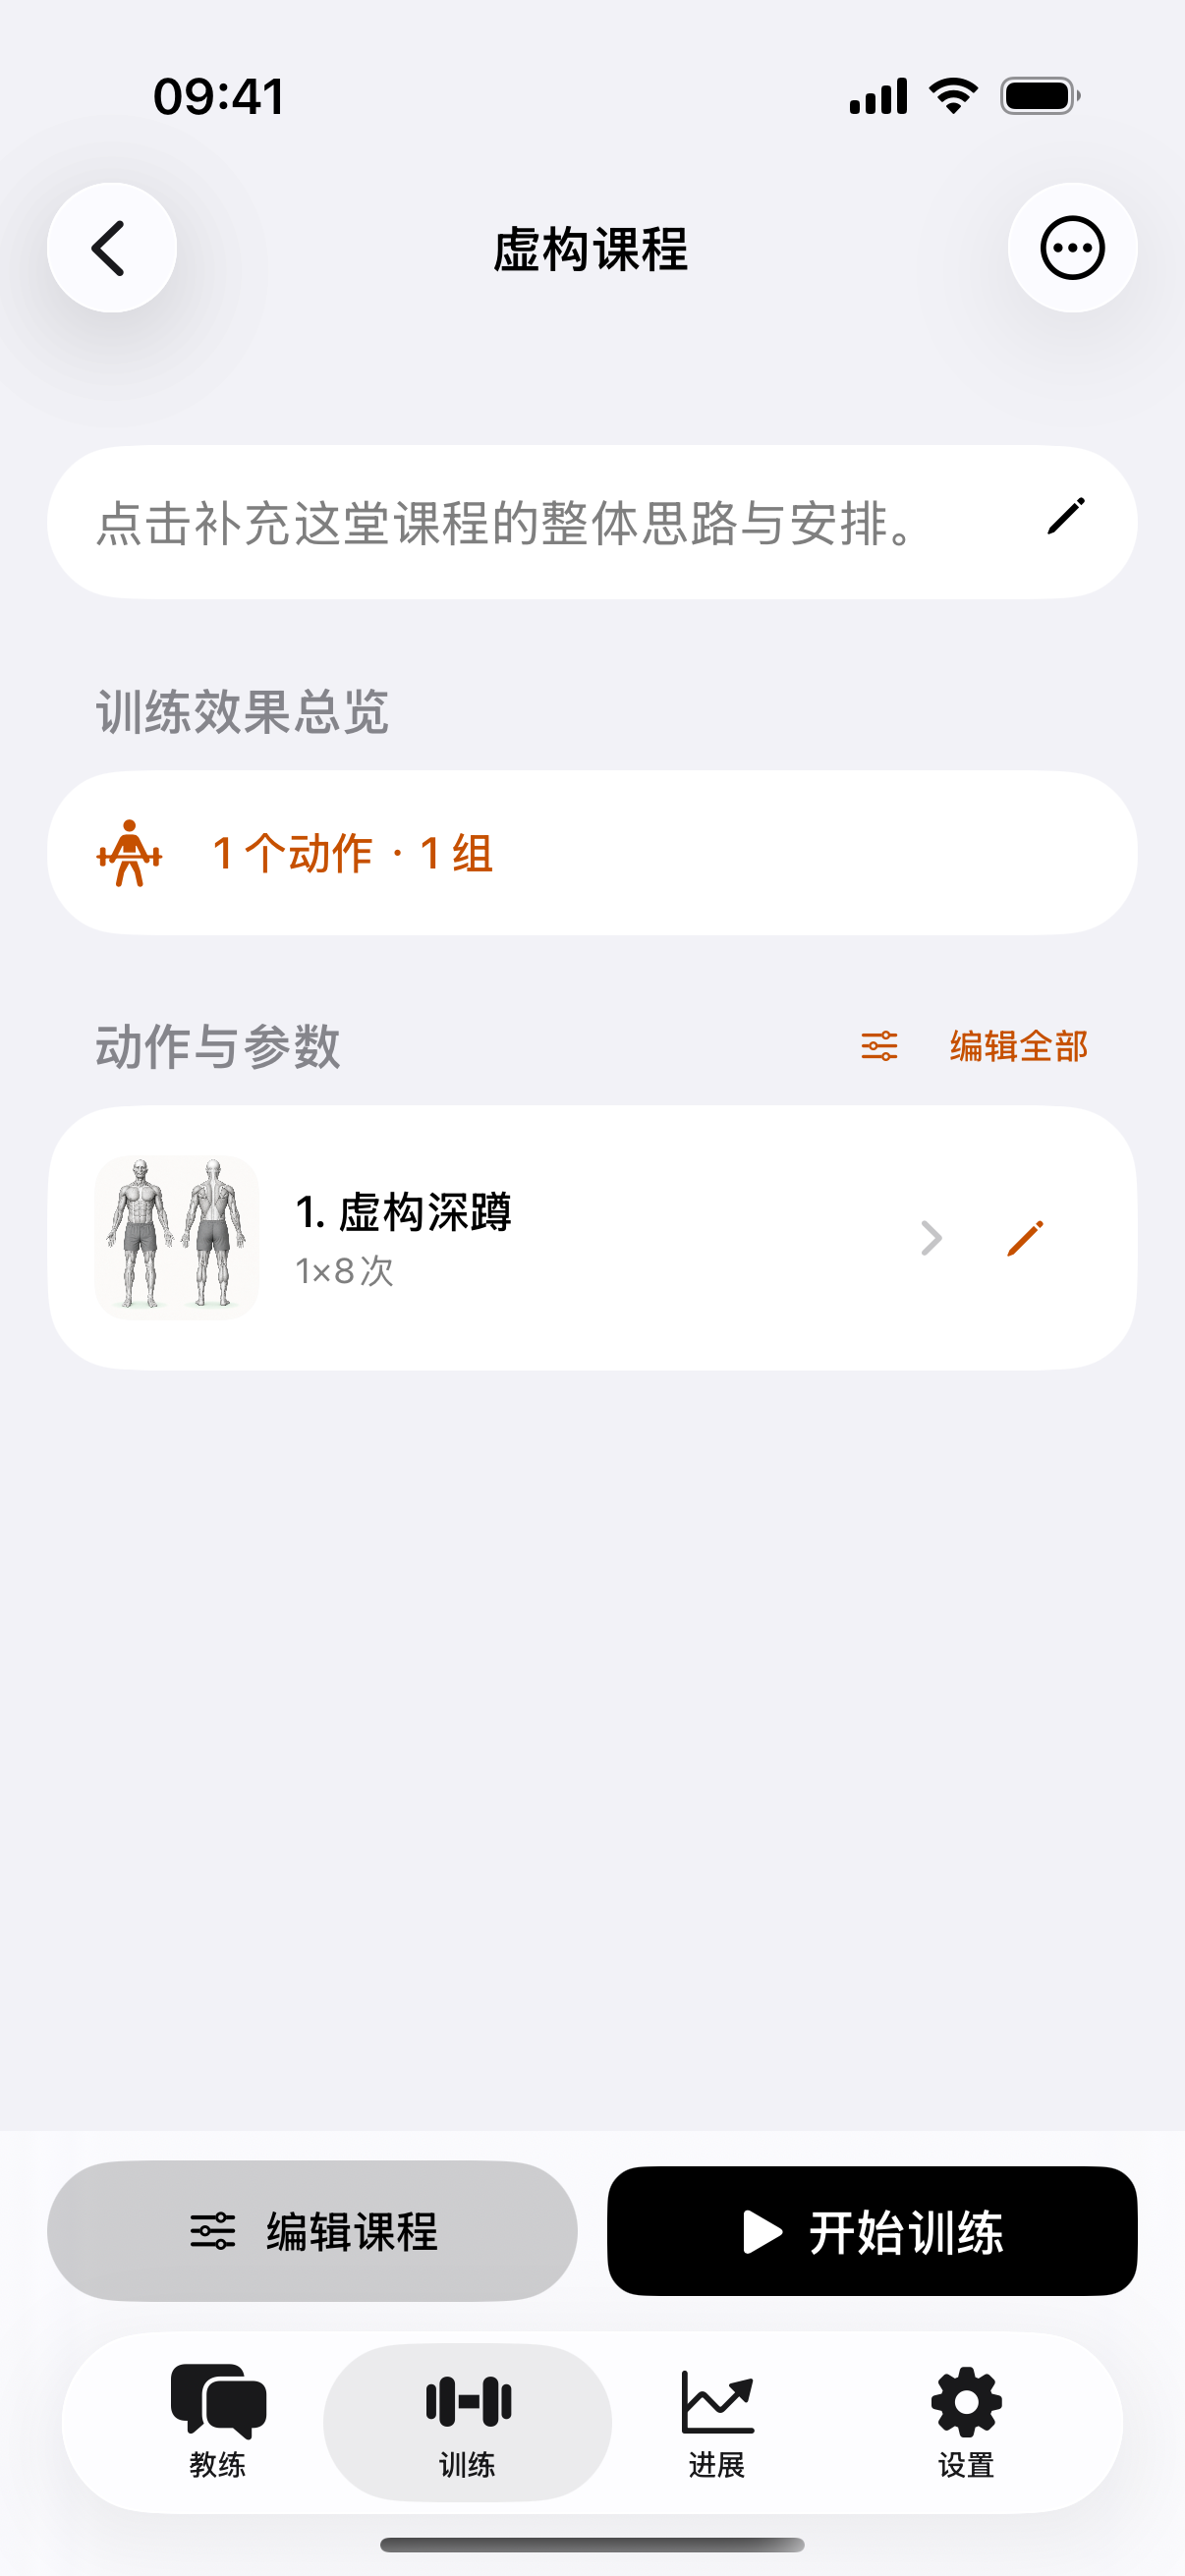 09:41
虚构课程
点击补充这堂课程的整体思路与安排。
训练效果总览
1 个动作 · 1 组
动作与参数
编辑全部
1. 虚构深蹲
1×8 次
编辑课程
开始训练
教练
训练
进展
设置